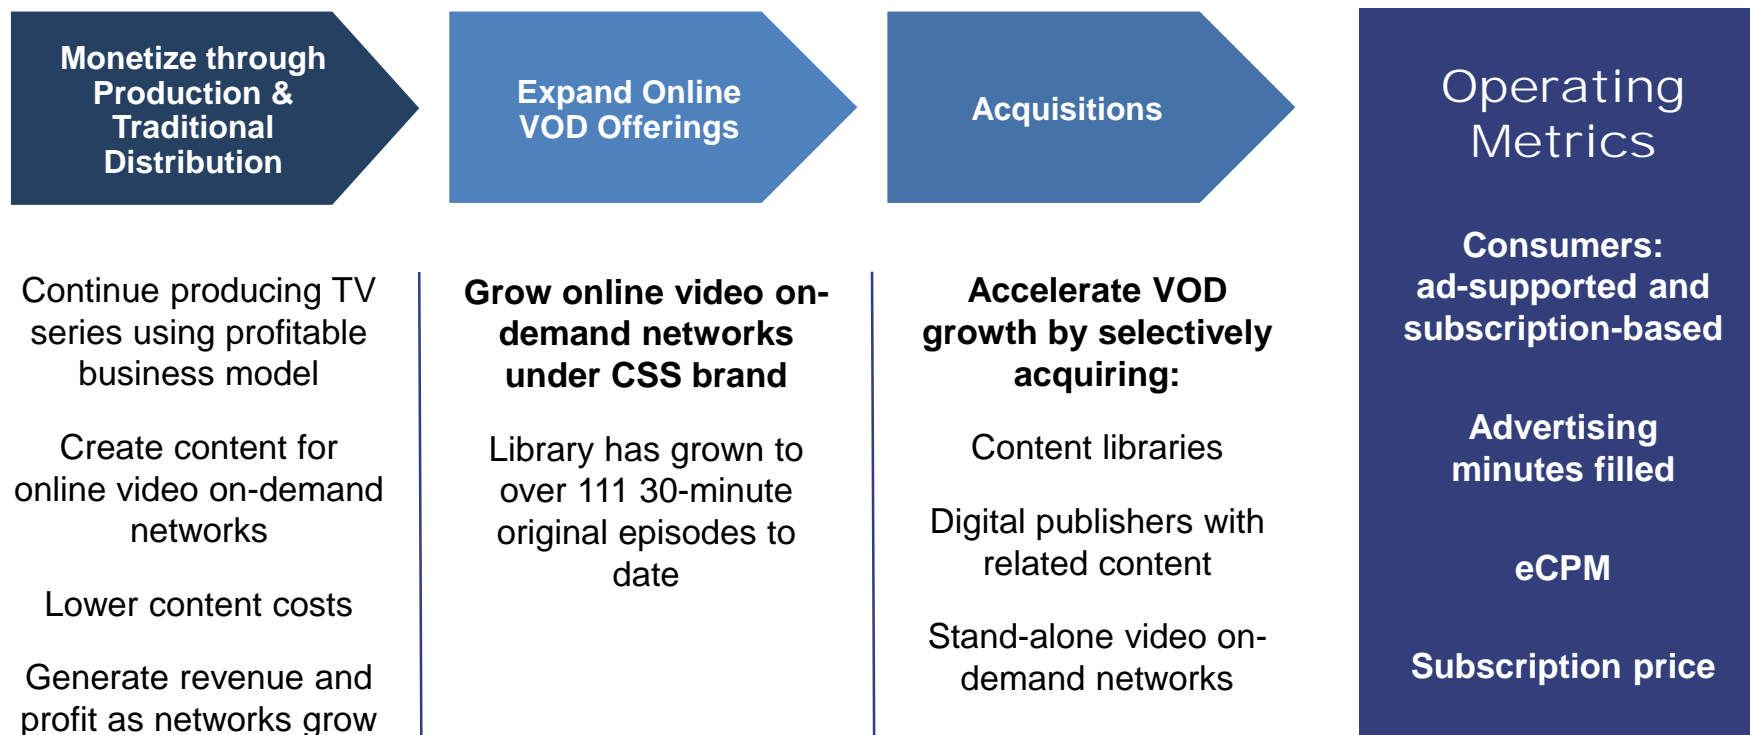 Monetize through
Production &
Traditional
Distribution
Expand Online
VOD Offerings
Acquisitions
Operating
Metrics
Continue producing TV
series using profitable
business model
Create content for
online video on-demand
networks
Lower content costs
Generate revenue and
profit as networks grow
Grow online video on-
demand networks
under CSS brand
Library has grown to
over 111 30-minute
original episodes to
date
Accelerate VOD
growth by selectively
acquiring:
Content libraries
Digital publishers with
related content
Stand-alone video on-
demand networks
Consumers:
ad-supported and
subscription-based
Advertising
minutes filled
eCPM
Subscription price